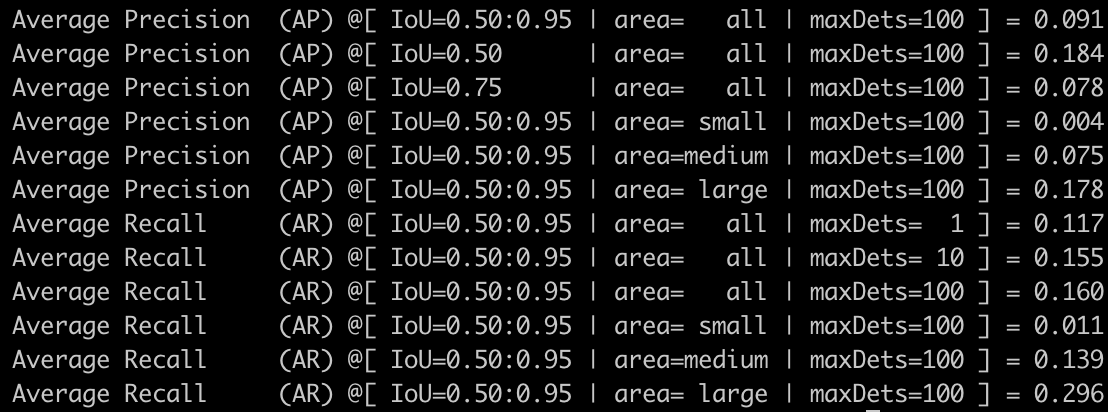 Average Precision  (AP) @[ IoU=0.50:0.95 | area=   all | maxDets=100 ] = 0.091
Average Precision  (AP) @[ IoU=0.50      | area=   all | maxDets=100 ] = 0.184
Average Precision  (AP) @[ IoU=0.75      | area=   all | maxDets=100 ] = 0.078
Average Precision  (AP) @[ IoU=0.50:0.95 | area= small | maxDets=100 ] = 0.004
Average Precision  (AP) @[ IoU=0.50:0.95 | area=medium | maxDets=100 ] = 0.075
Average Precision  (AP) @[ IoU=0.50:0.95 | area= large | maxDets=100 ] = 0.178
Average Recall     (AR) @[ IoU=0.50:0.95 | area=   all | maxDets=  1 ] = 0.117
Average Recall     (AR) @[ IoU=0.50:0.95 | area=   all | maxDets= 10 ] = 0.155
Average Recall     (AR) @[ IoU=0.50:0.95 | area=   all | maxDets=100 ] = 0.160
Average Recall     (AR) @[ IoU=0.50:0.95 | area= small | maxDets=100 ] = 0.011
Average Recall     (AR) @[ IoU=0.50:0.95 | area=medium | maxDets=100 ] = 0.139
Average Recall     (AR) @[ IoU=0.50:0.95 | area= large | maxDets=100 ] = 0.296